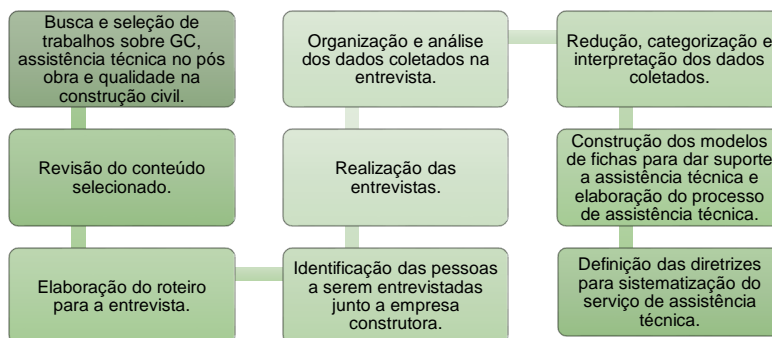 Busca e seleção de
trabalhos sobre GC,
assistência técnica no pós
obra e qualidade na
construção civil.
Revisão do conteúdo
selecionado.
Elaboração do roteiro
para a entrevista.
Identificação das pessoas
a serem entrevistadas
junto a empresa
construtora.
Realização das
entrevistas.
Organização e análise
dos dados coletados na
entrevista.
Redução, categorização e
interpretação dos dados
coletados.
Construção dos modelos
de fichas para dar suporte
a assistência técnica e
elaboração do processo
de assistência técnica.
Definição das diretrizes
para sistematização do
serviço de assistência
técnica.